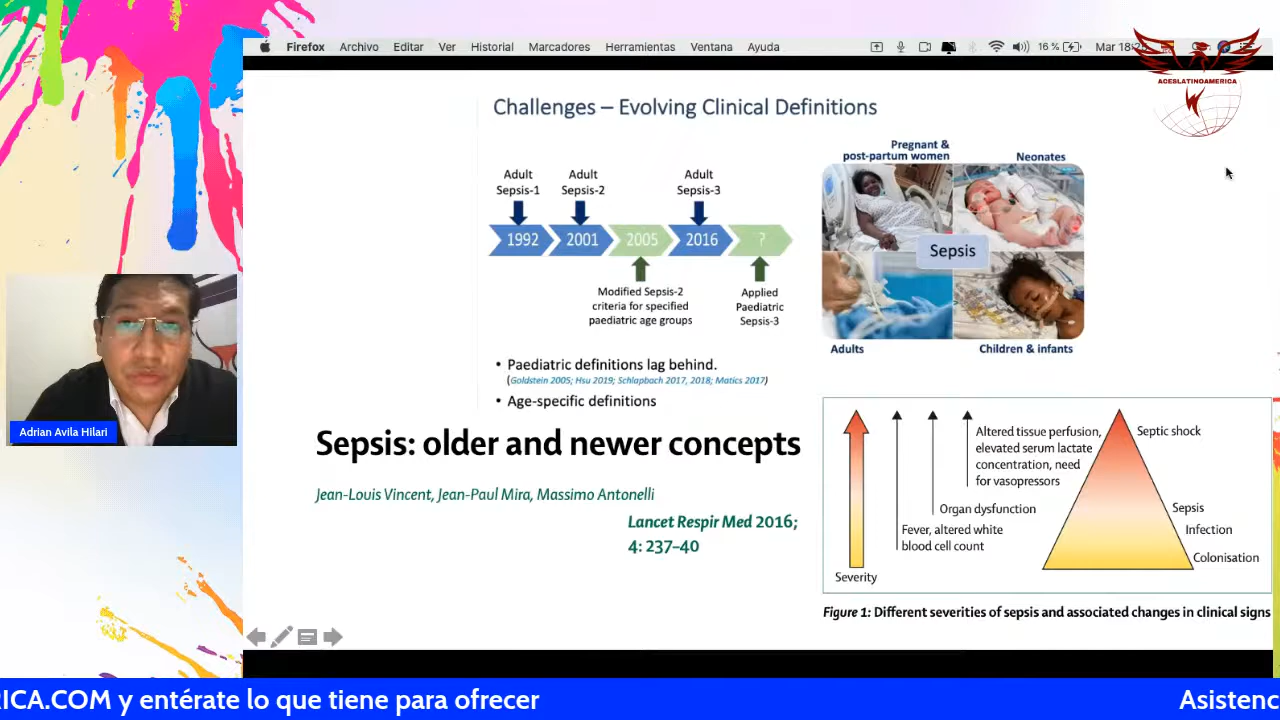 Firefox Archivo Editar Ver Historial Marcadores Herramientas Ventana Ayuda
16 % Mar 18:
ACESLATINOAMERICA
Challenges – Evolving Clinical Definitions
Adult
Sepsis-1
Adult
Sepsis-2
Adult
Sepsis-3
1992 2001 2005 2016 ?
Modified Sepsis-2
criteria for specified
paediatric age groups
Applied
Paediatric
Sepsis-3
Pregnant &
post-partum women
Neonates
Sepsis
Adults
Children & infants
• Paediatric definitions lag behind.
(Goldstein 2005; Hsu 2019; Schlapbach 2017, 2018; Matics 2017)
• Age-specific definitions
Sepsis: older and newer concepts
Jean-Louis Vincent, Jean-Paul Mira, Massimo Antonelli
Lancet Respir Med 2016;
4: 237–40
Altered tissue perfusion,
elevated serum lactate
concentration, need
for vasopressors
Organ dysfunction
Fever, altered white
blood cell count
Severity
Septic shock
Sepsis
Infection
Colonisation
Figure 1: Different severities of sepsis and associated changes in clinical signs
Adrian Avila Hilari
RICA.COM y entérate lo que tiene para ofrecer
Asistenc